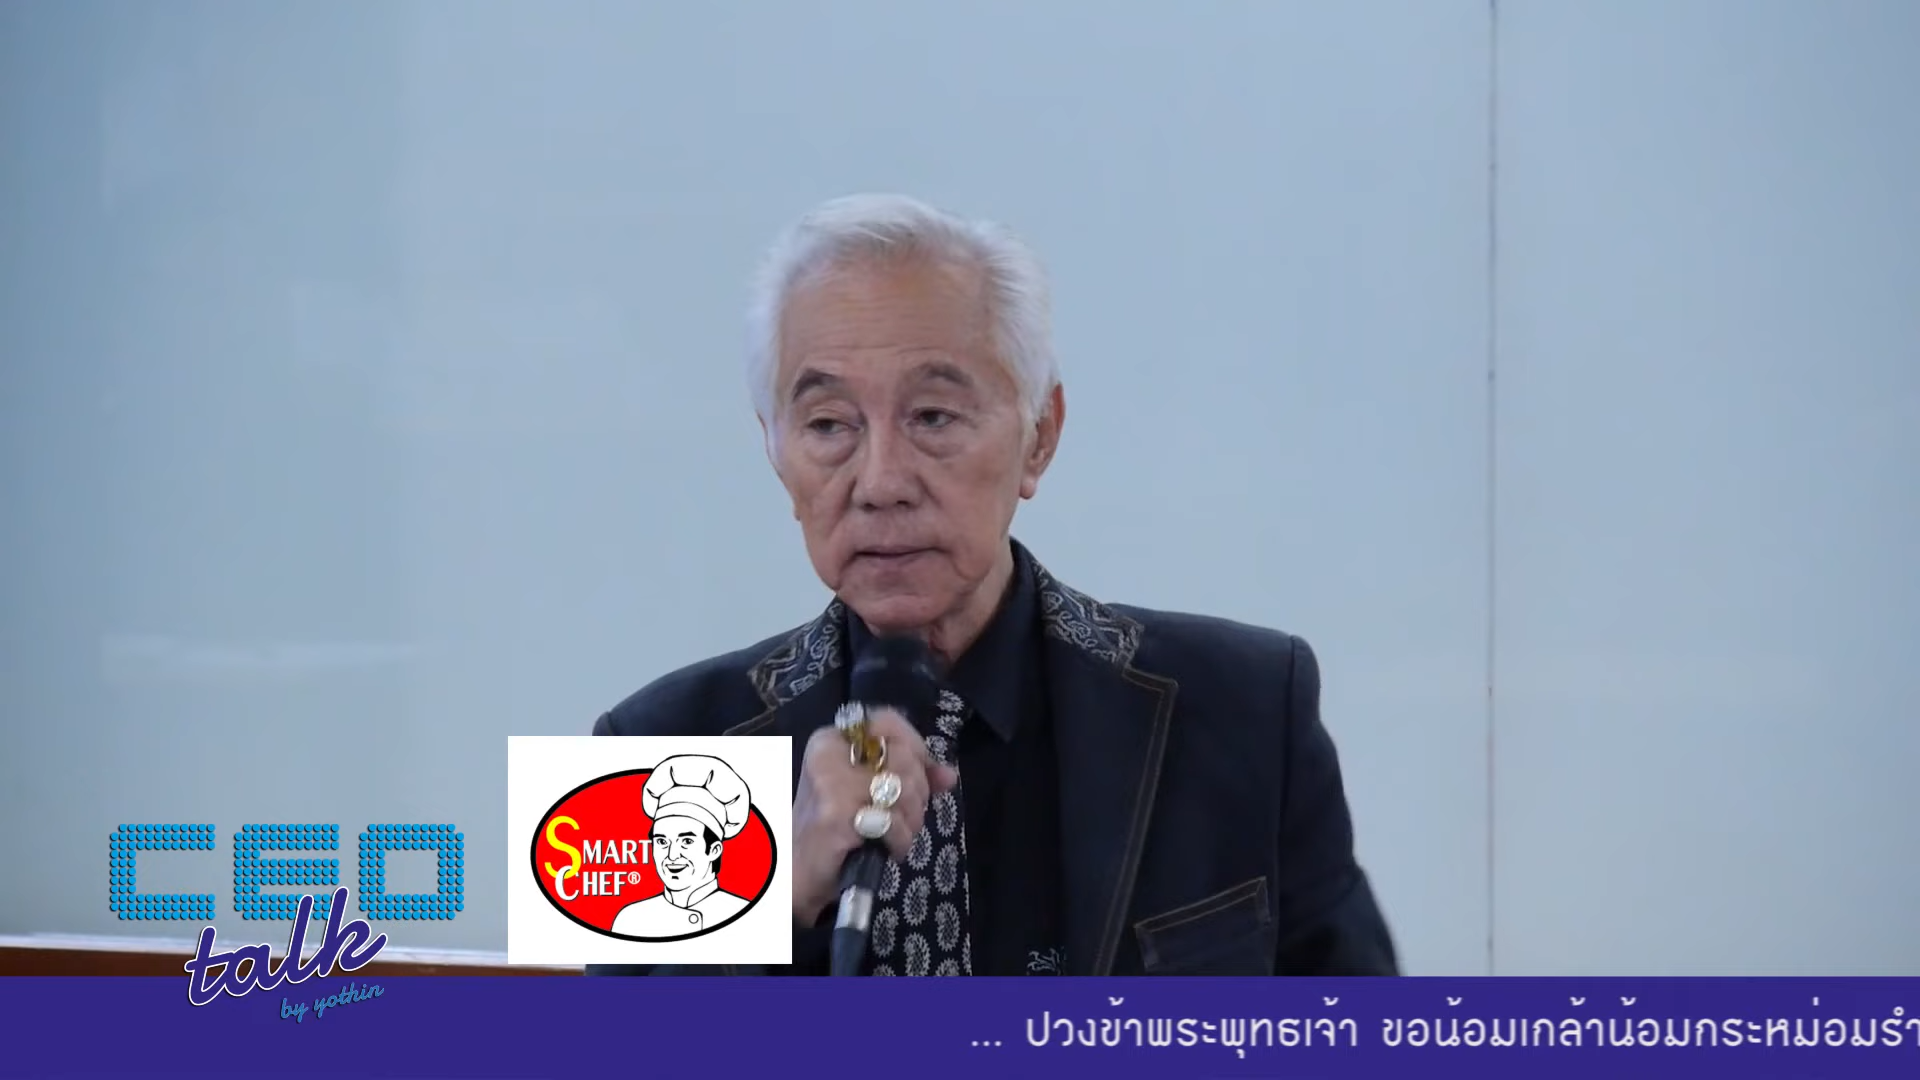 CEO
talk
by yothin
SMART
CHEF®
... ปวงข้าพระพุทธเจ้า ขอน้อมเกล้าน้อมกระหม่อมรำ